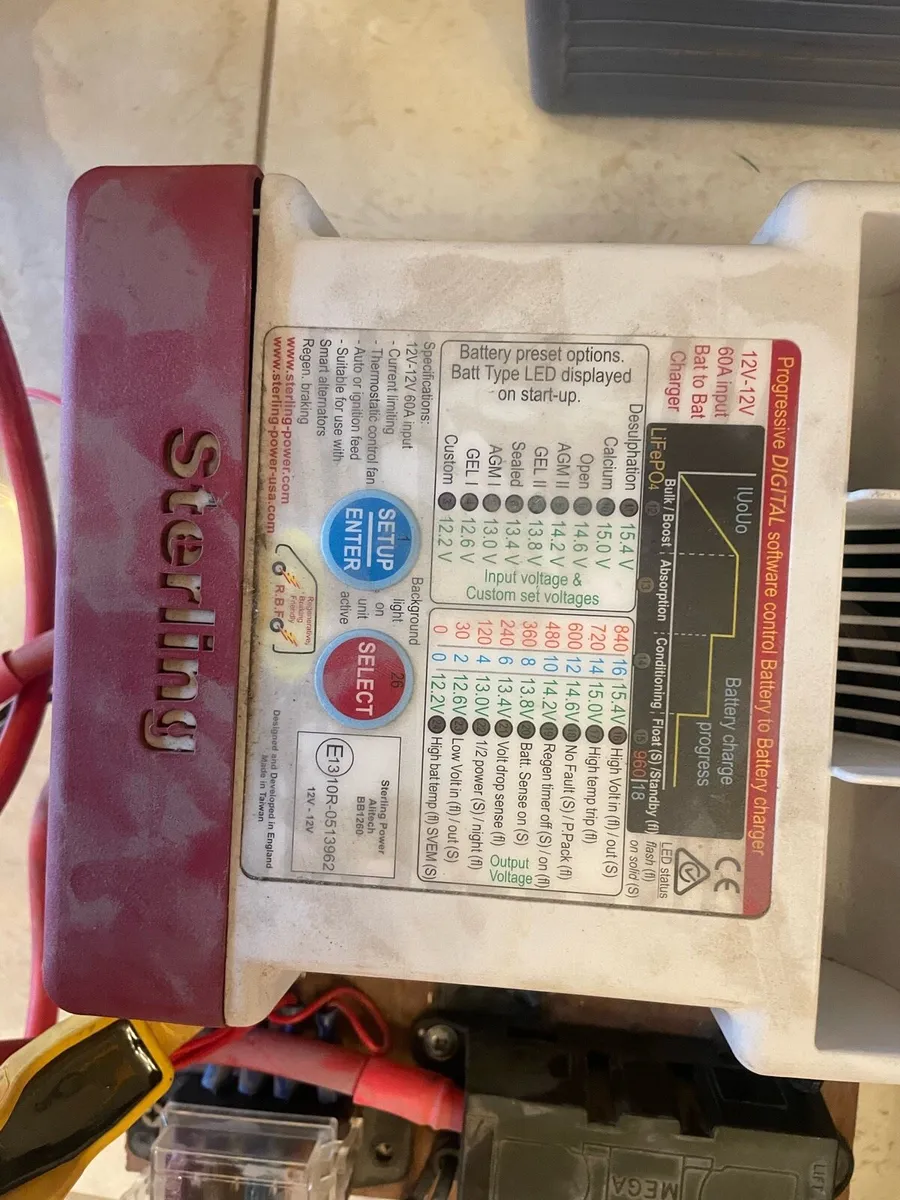 Progressive DIGITAL software control Battery to Battery charger
12V-12V
60A input
Bat to Bat
Charger
IUoUo
Battery charge
progress
CE
Bulk / Boost
Absorption
Conditioning
Float (S) /Standby (fl)
LiFePO4
12
13
14
15
960
18
LED status
flash (fl)
on solid (S)
Battery preset options.
Batt Type LED displayed
on start-up.
Desulphation 15.4 V
Calcium 15.0 V
Open 14.6 V
AGM II 14.2 V
GEL II 13.8 V
Sealed 13.4 V
AGM I 13.0 V
GEL I 12.6 V
Custom 12.2 V
Input voltage &
Custom set voltages
840 16 15.4V High Volt in (fl) / out (S)
720 14 15.0V High temp trip (fl)
600 12 14.6V No Fault (S) / P.Pack (fl)
480 10 14.2V Regen timer off (S) / on (fl)
360 8 13.8V Batt. Sense on (S)
240 6 13.4V Volt drop sense (fl)
120 4 13.0V 1/2 power (S) / night (fl)
30 2 12.6V Low Volt in (fl) / out (S)
0 0 12.2V High bat temp (fl) SVEM (S)
Output
Voltage
Specifications:
12V-12V 60A input
- Current limiting
- Thermostatic control fan
- Auto or ignition feed
- Suitable for use with
Smart alternators
Regen. braking
www.sterling-power.com
www.sterling-power-usa.com
SETUP
ENTER
Background
light
on
unit
active
26
SELECT
Regenerative
Braking
Friendly
R.B.F
Sterling Power
Alitech
BB1260
E13 10R-0513962
12V - 12V
Designed and Developed in England
Made in Taiwan
Sterling
MEGA
LIFT